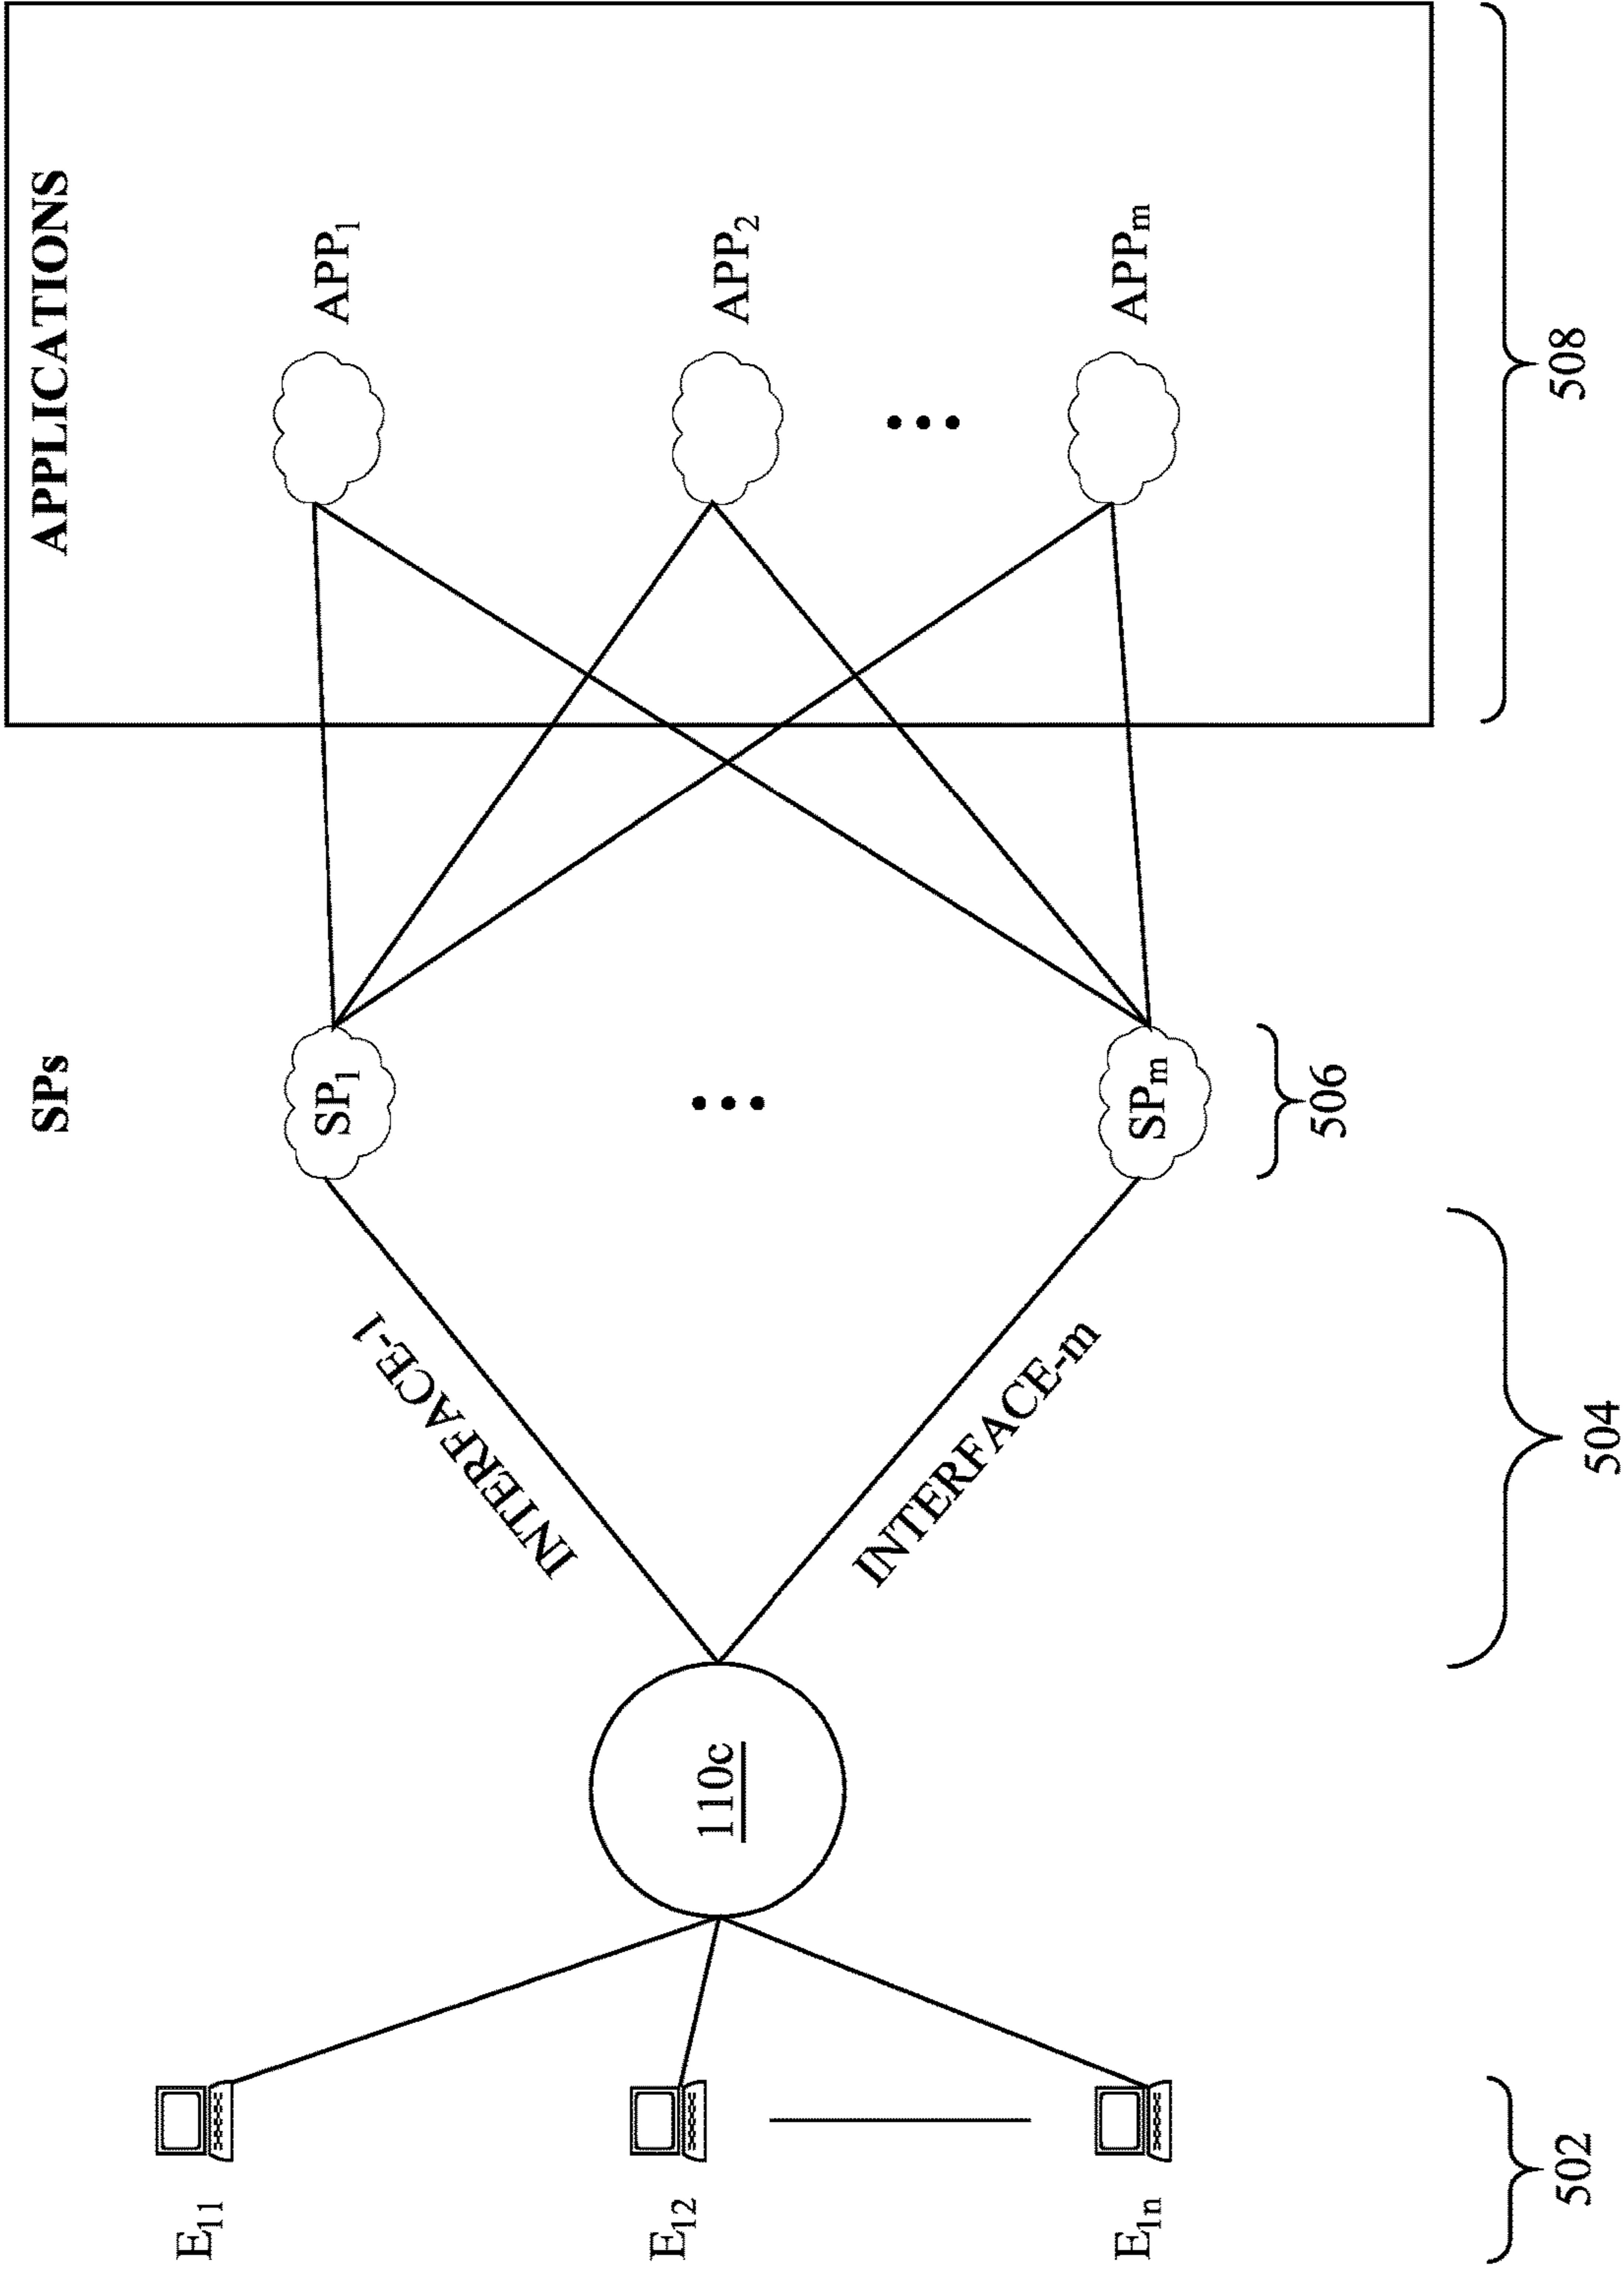 SPs
APPLICATIONS
E11
E12
E1n
110c
INTERFACE-1
INTERFACE-m
SP1
SPm
APP1
APP2
APPm
502
504
506
508